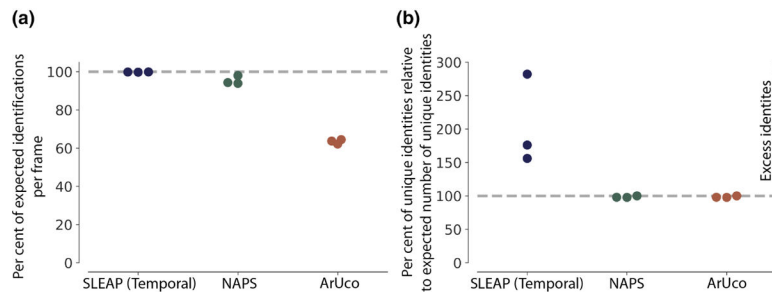 (a)
Per cent of expected identifications
per frame
100
80
60
40
20
0
SLEAP (Temporal) NAPS ArUco
(b)
Per cent of unique identities relative
to expected number of unique identities
300
250
200
150
100
50
0
SLEAP (Temporal) NAPS ArUco
Excess identites